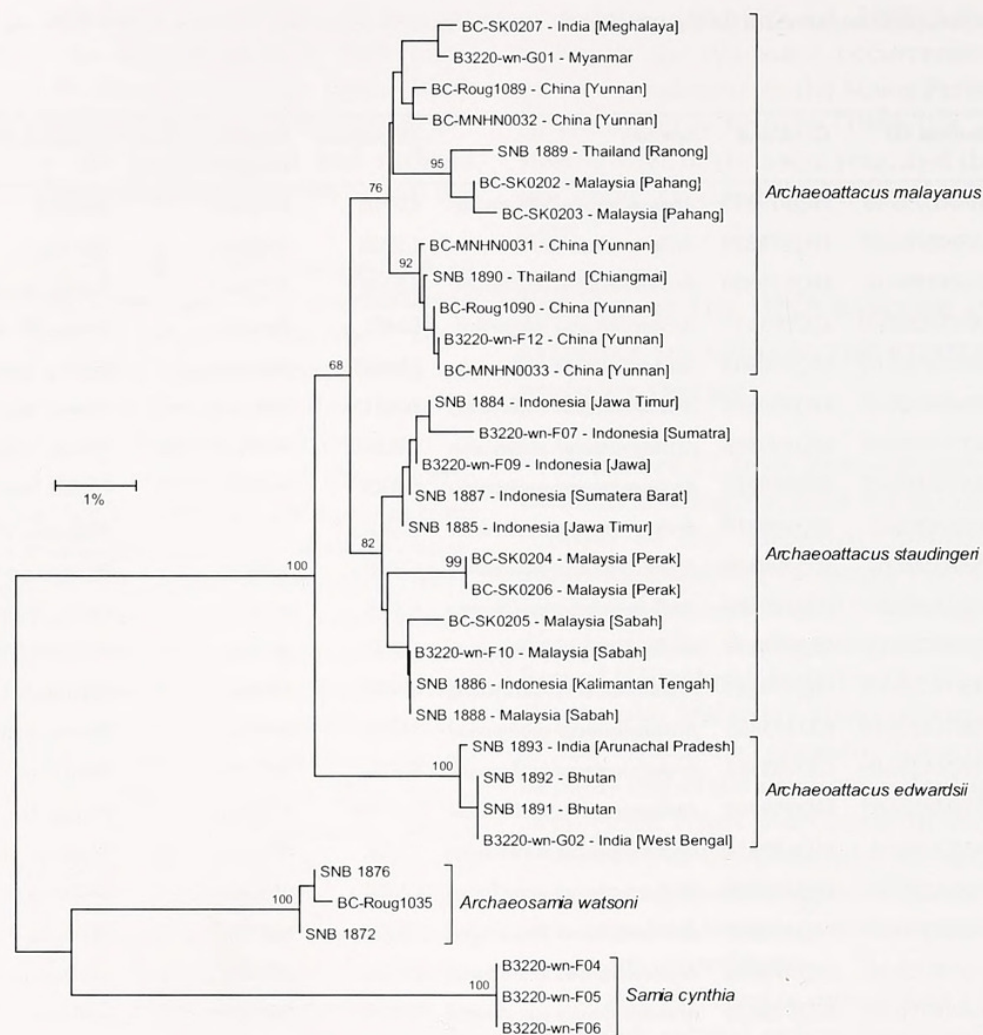 BC-SK0207 - India [Meghalaya]
B3220-wn-G01 - Myanmar
BC-Roug1089 - China [Yunnan]
BC-MNHN0032 - China [Yunnan]
SNB 1889 - Thailand [Ranong]
95
BC-SK0202 - Malaysia [Pahang]
76
Archaeoattacus malayanus
BC-SK0203 - Malaysia [Pahang]
BC-MNHN0031 - China [Yunnan]
92
SNB 1890 - Thailand [Chiangmai]
BC-Roug1090 - China [Yunnan]
B3220-wn-F12 - China [Yunnan]
68
BC-MNHN0033 - China [Yunnan]
SNB 1884 - Indonesia [Jawa Timur]
B3220-wn-F07 - Indonesia [Sumatra]
B3220-wn-F09 - Indonesia [Jawa]
1%
SNB 1887 - Indonesia [Sumatera Barat]
SNB 1885 - Indonesia [Jawa Timur]
82
Archaeoattacus staudingeri
99
BC-SK0204 - Malaysia [Perak]
100
BC-SK0206 - Malaysia [Perak]
BC-SK0205 - Malaysia [Sabah]
B3220-wn-F10 - Malaysia [Sabah]
SNB 1886 - Indonesia [Kalimantan Tengah]
SNB 1888 - Malaysia [Sabah]
SNB 1893 - India [Arunachal Pradesh]
100
SNB 1892 - Bhutan
Archaeoattacus edwardsii
SNB 1891 - Bhutan
B3220-wn-G02 - India [West Bengal]
SNB 1876
100
BC-Roug1035
Archaeosamia watsoni
SNB 1872
B3220-wn-F04
100
B3220-wn-F05
Samia cynthia
B3220-wn-F06